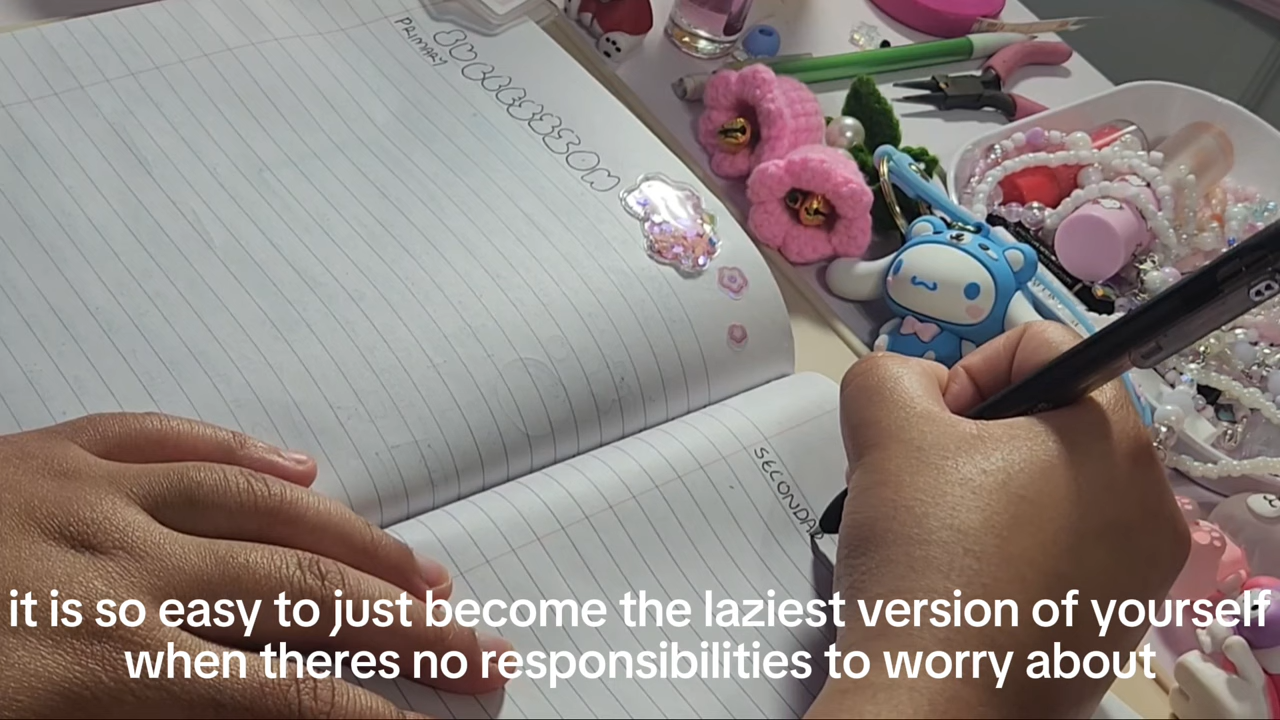 PRIMARY
SECONDAR
it is so easy to just become the laziest version of yourself
when theres no responsibilities to worry about